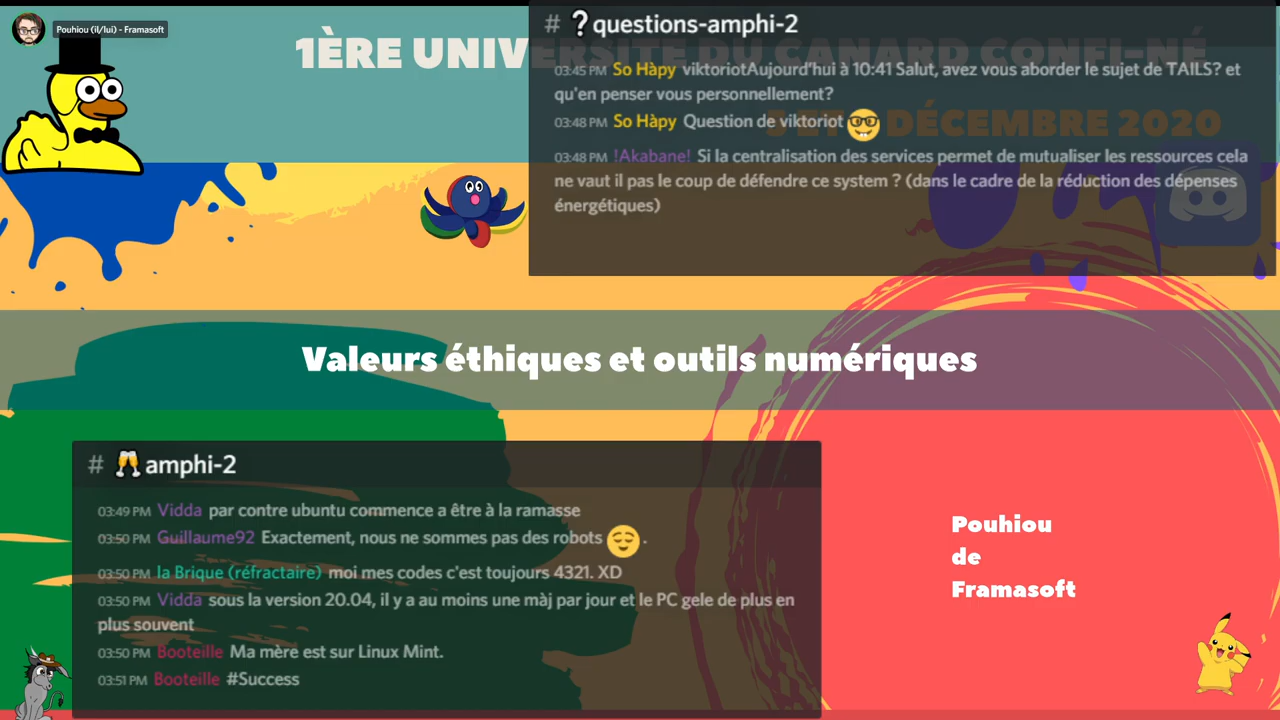 Pouhiou (il/lui) - Framasoft
1ÈRE UNIVERSITÉ DU CANARD CONFI-NÉ
DÉCEMBRE 2020
# ❓questions-amphi-2
03:45 PM So Hàpy viktoriotAujourd'hui à 10:41 Salut, avez vous aborder le sujet de TAILS? et
qu'en penser vous personnellement?
03:48 PM So Hàpy Question de viktoriot 🤓
03:48 PM !Akabane! Si la centralisation des services permet de mutualiser les ressources cela
ne vaut il pas le coup de défendre ce system ? (dans le cadre de la réduction des dépenses
énergétiques)
Valeurs éthiques et outils numériques
# 🥂amphi-2
03:49 PM Vidda par contre ubuntu commence a être à la ramasse
03:50 PM Guillaume92 Exactement, nous ne sommes pas des robots 😌 .
03:50 PM la Brique (réfractaire) moi mes codes c'est toujours 4321. XD
03:50 PM Vidda sous la version 20.04, il y a au moins une màj par jour et le PC gele de plus en
plus souvent
03:50 PM Booteille Ma mère est sur Linux Mint.
03:51 PM Booteille #Success
Pouhiou
de
Framasoft